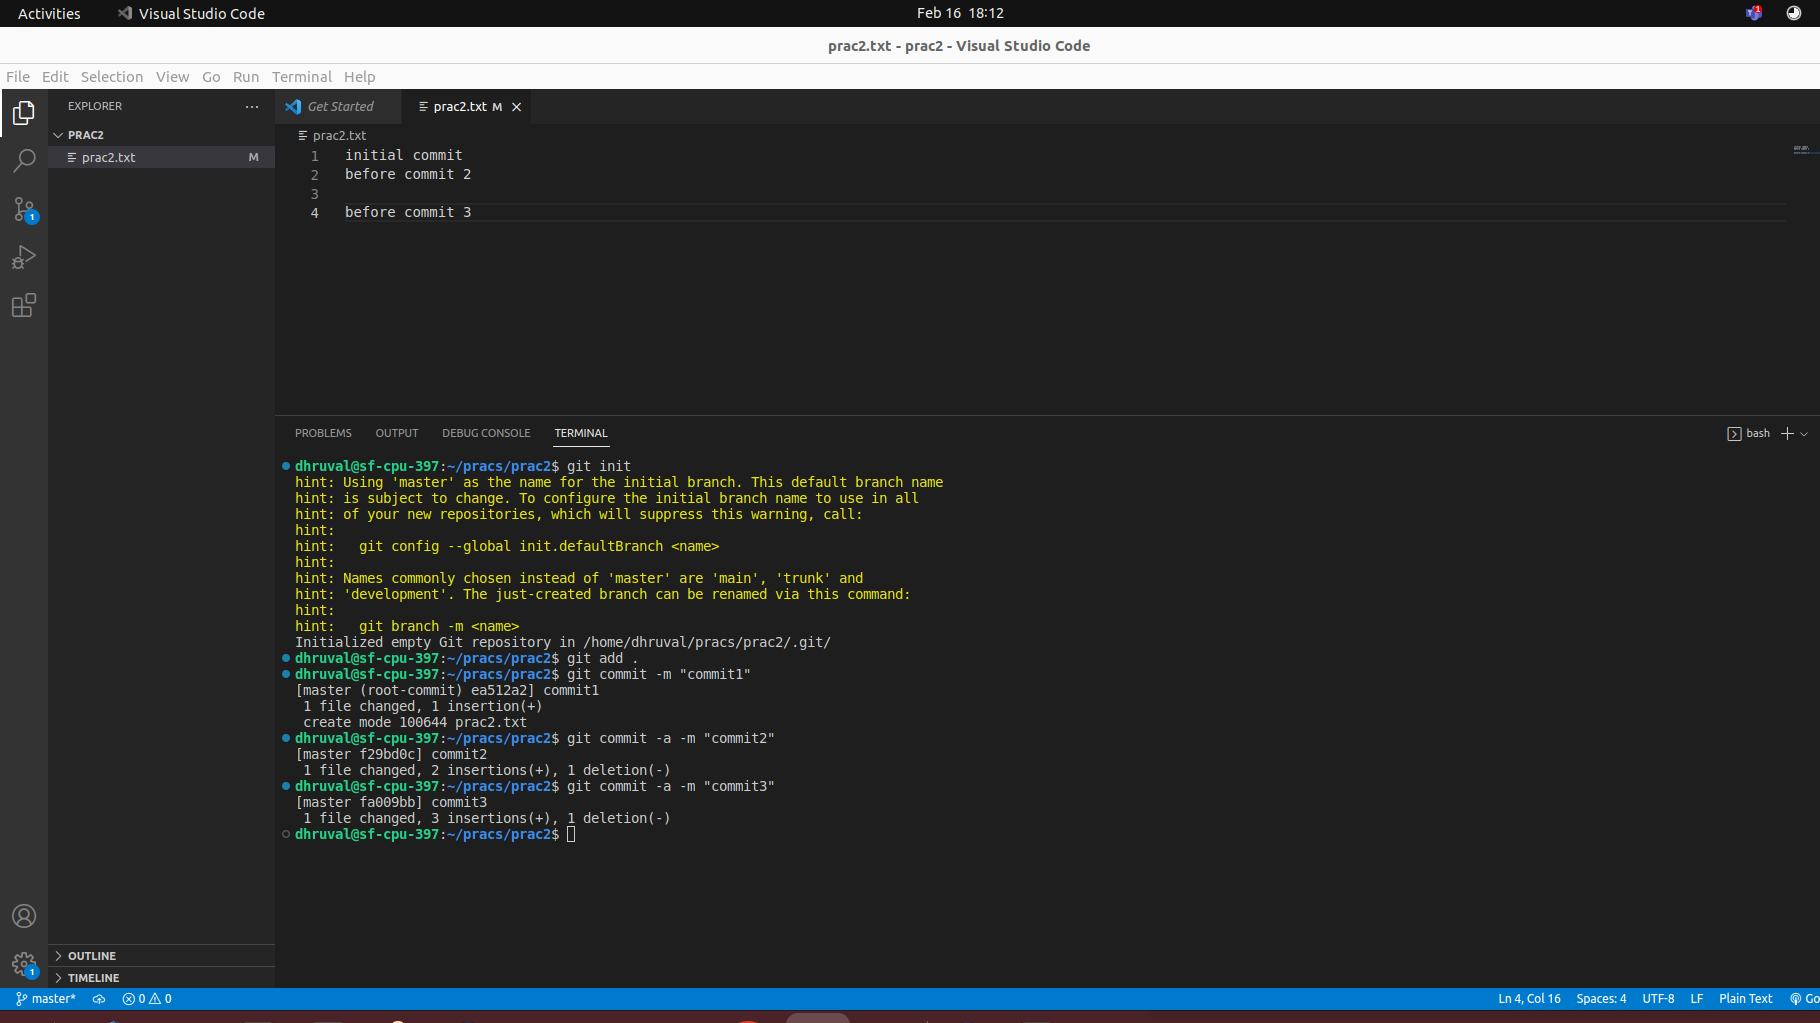 Activities Visual Studio Code Feb 16 18:12 1
prac2.txt - prac2 - Visual Studio Code
File Edit Selection View Go Run Terminal Help
EXPLORER ··· Get Started prac2.txt M
PRAC2
prac2.txt M
prac2.txt
1 initial commit
2 before commit 2
3
4 before commit 3
1
PROBLEMS OUTPUT DEBUG CONSOLE TERMINAL bash
dhruval@sf-cpu-397:~/pracs/prac2$ git init
hint: Using 'master' as the name for the initial branch. This default branch name
hint: is subject to change. To configure the initial branch name to use in all
hint: of your new repositories, which will suppress this warning, call:
hint:
hint:   git config --global init.defaultBranch <name>
hint:
hint: Names commonly chosen instead of 'master' are 'main', 'trunk' and
hint: 'development'. The just-created branch can be renamed via this command:
hint:
hint:   git branch -m <name>
Initialized empty Git repository in /home/dhruval/pracs/prac2/.git/
dhruval@sf-cpu-397:~/pracs/prac2$ git add .
dhruval@sf-cpu-397:~/pracs/prac2$ git commit -m "commit1"
[master (root-commit) ea512a2] commit1
 1 file changed, 1 insertion(+)
 create mode 100644 prac2.txt
dhruval@sf-cpu-397:~/pracs/prac2$ git commit -a -m "commit2"
[master f29bd0c] commit2
 1 file changed, 2 insertions(+), 1 deletion(-)
dhruval@sf-cpu-397:~/pracs/prac2$ git commit -a -m "commit3"
[master fa009bb] commit3
 1 file changed, 3 insertions(+), 1 deletion(-)
dhruval@sf-cpu-397:~/pracs/prac2$
OUTLINE
1
TIMELINE
master* 0 0 Ln 4, Col 16 Spaces: 4 UTF-8 LF Plain Text Go